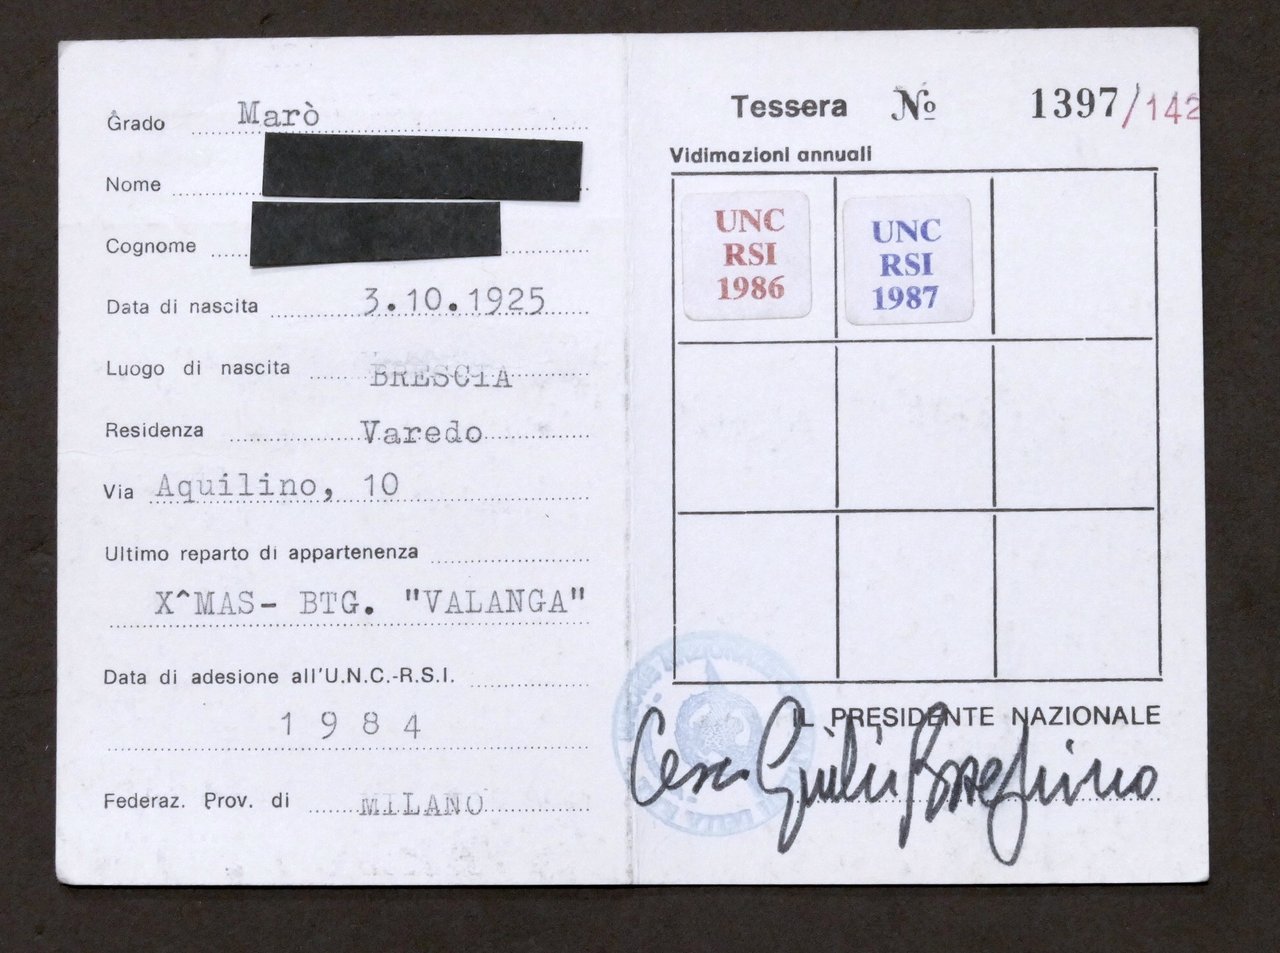 Grado Marò
Nome
Cognome
Data di nascita 3.10.1925
Luogo di nascita BRESCIA
Residenza Varedo
Via Aquilino, 10
Ultimo reparto di appartenenza
X^MAS- BTG. "VALANGA"
Data di adesione all'U.N.C.-R.S.I.
1984
Federaz. Prov. di MILANO
Tessera No 1397/142
Vidimazioni annuali
UNC
RSI
1986
UNC
RSI
1987
IL PRESIDENTE NAZIONALE